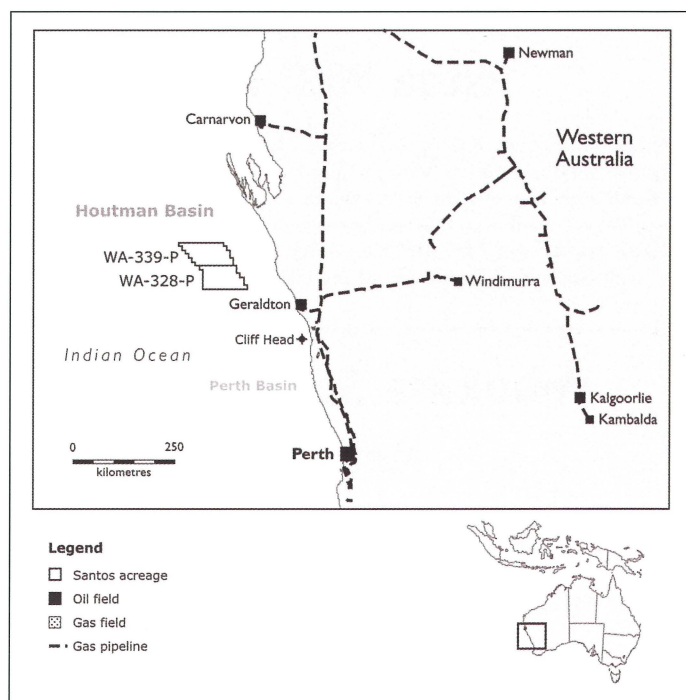 Newman
Carnarvon
Western
Australia
Houtman Basin
WA-339-P
WA-328-P
Windimurra
Geraldton
Cliff Head
Indian Ocean
Perth Basin
Kalgoorlie
Kambalda
Perth
0 250
kilometres
Legend
Santos acreage
Oil field
Gas field
Gas pipeline